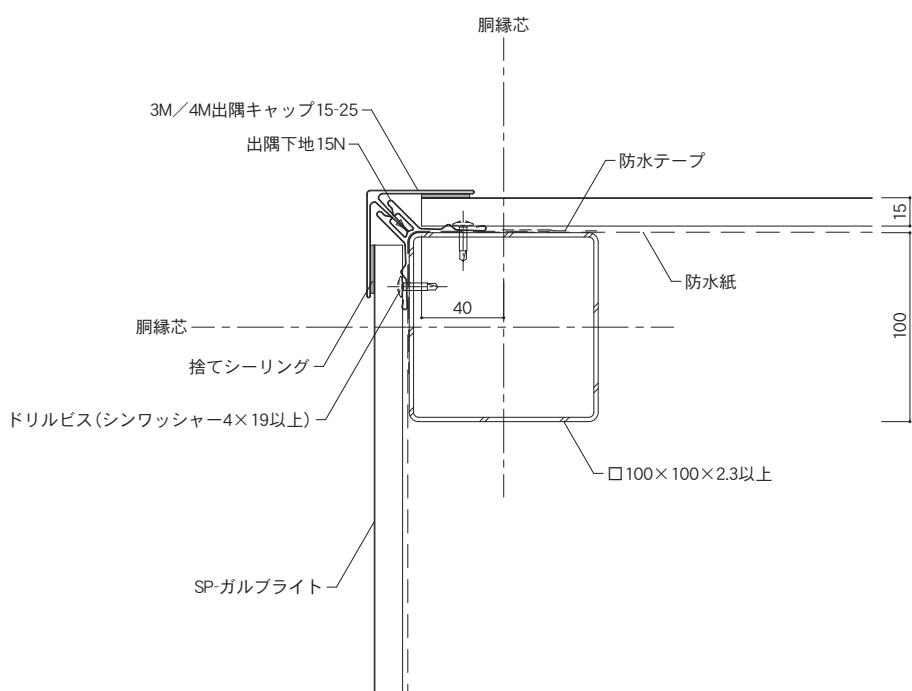 胴縁芯
3M／4M出隅キャップ15-25
出隅下地15N
防水テープ
15
防水紙
40
100
胴縁芯
捨てシーリング
ドリルビス（シンワッシャー4×19以上）
□100×100×2.3以上
SP-ガルブライト